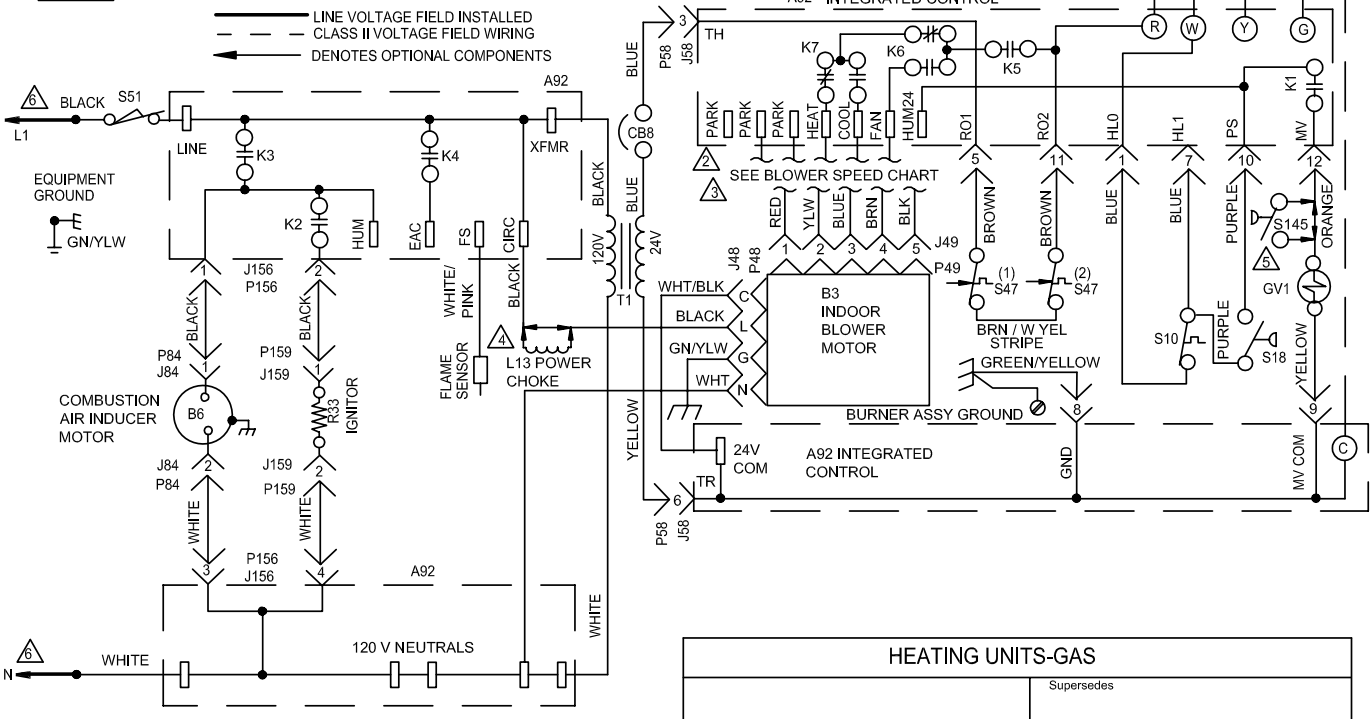 LINE VOLTAGE FIELD INSTALLED
CLASS II VOLTAGE FIELD WIRING
DENOTES OPTIONAL COMPONENTS
A92 INTEGRATED CONTROL
3
P58
J58
TH
BLUE
K7
K6
K5
R
W
Y
G
K1
6
BLACK
S51
L1
LINE
A92
K3
K4
XFMR
CB8
PARK
PARK
PARK
HEAT
COOL
FAN
HUM24
RO1
RO2
HL0
HL1
PS
MV
2
3
SEE BLOWER SPEED CHART
5
11
1
7
10
12
EQUIPMENT
GROUND
GN/YLW
K2
HUM
EAC
FS
CIRC
BLACK
BLUE
120V
24V
T1
RED
YLW
BLUE
BRN
BLK
1
2
3
4
5
J49
P49
J48
P48
BROWN
BROWN
BLUE
BLUE
PURPLE
ORANGE
S145
5
GV1
1
J156
P156
2
BLACK
BLACK
WHITE/
PINK
BLACK
4
L13 POWER
CHOKE
FLAME
SENSOR
WHT/BLK
BLACK
GN/YLW
WHT
C
L
G
N
B3
INDOOR
BLOWER
MOTOR
(1)
S47
(2)
S47
BRN / W YEL
STRIPE
S10
PURPLE
S18
YELLOW
P84
J84
1
P159
J159
1
COMBUSTION
AIR INDUCER
MOTOR
B6
R33
IGNITOR
GREEN/YELLOW
BURNER ASSY GROUND
8
9
J84
P84
2
J159
P159
2
YELLOW
24V
COM
A92 INTEGRATED
CONTROL
GND
MV COM
C
TR
6
P58
J58
WHITE
WHITE
P156
J156
3
4
A92
WHITE
6
N
WHITE
120 V NEUTRALS
HEATING UNITS-GAS
Supersedes